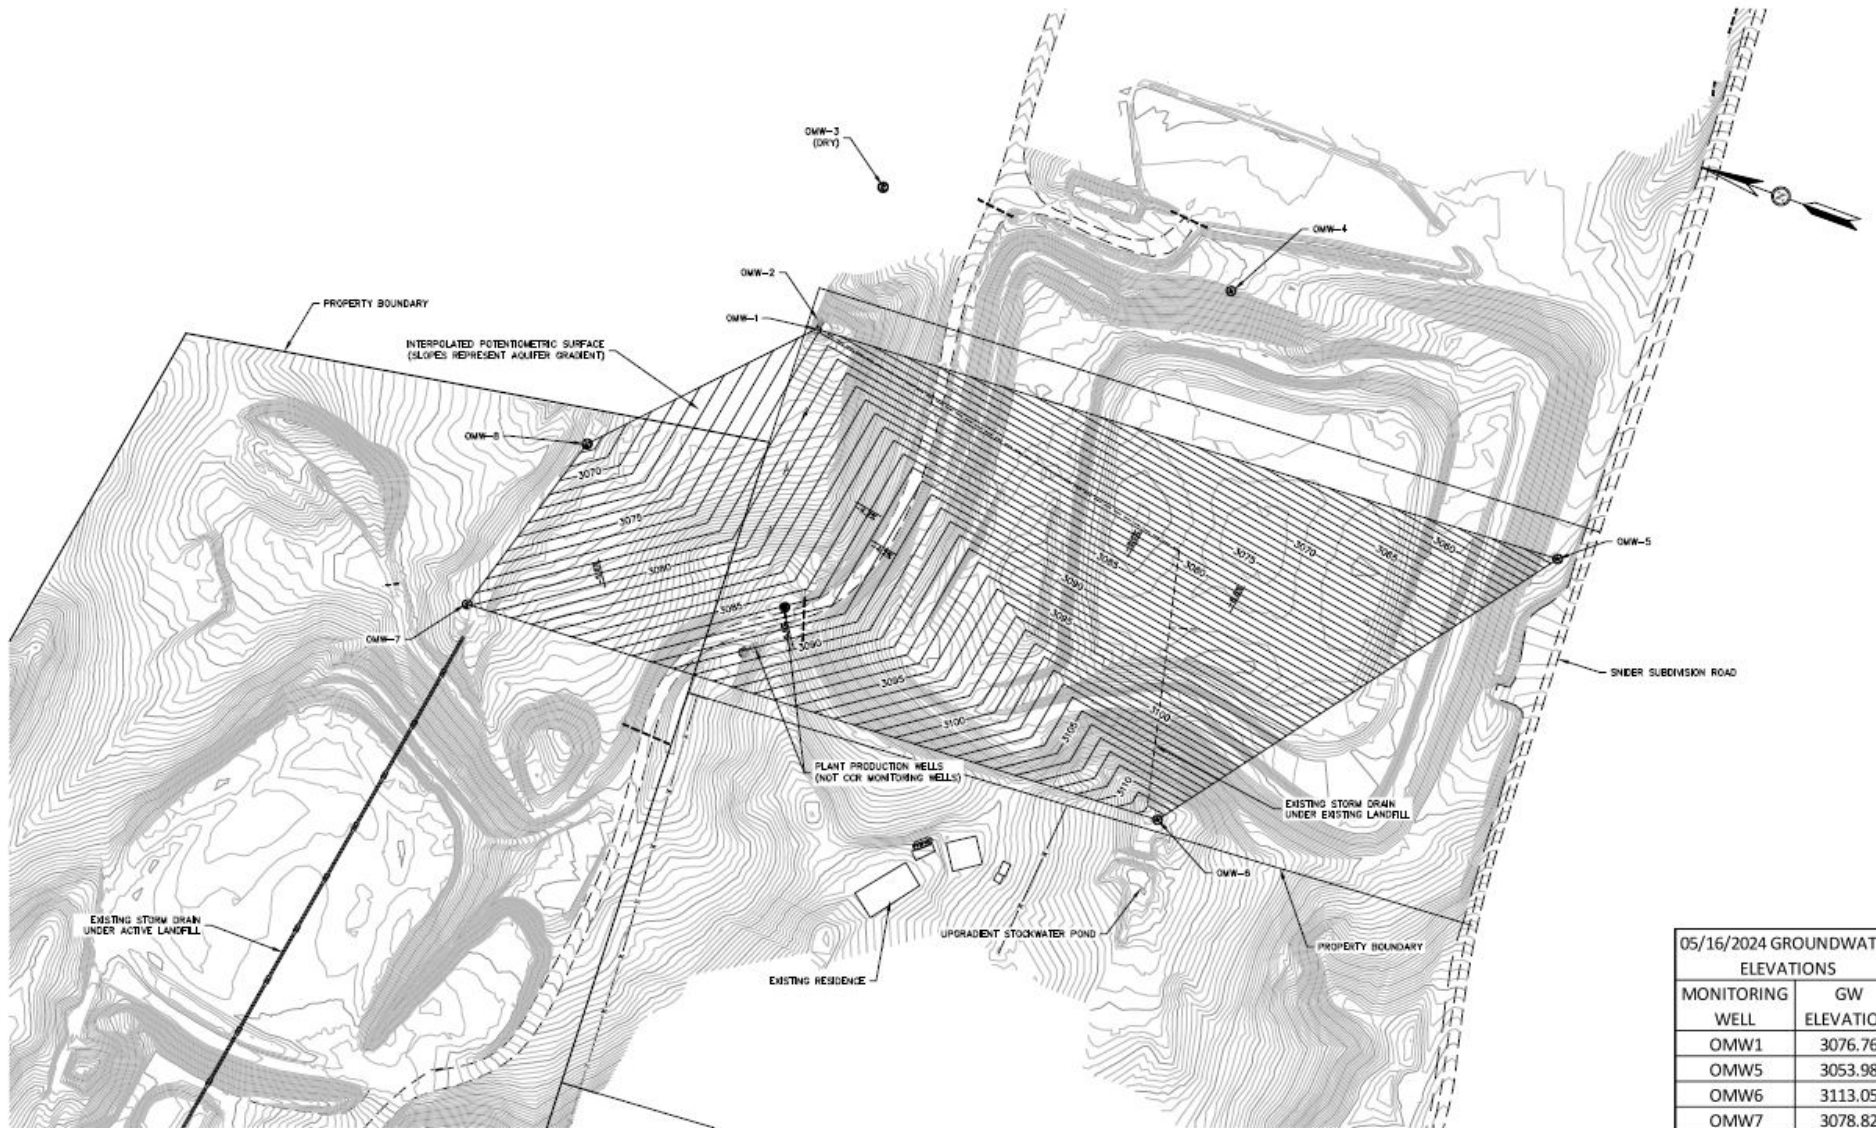 OMW-3
(DRY)
OMW-4
OMW-2
OMW-1
PROPERTY BOUNDARY
INTERPOLATED POTENTIOMETRIC SURFACE
(SLOPES REPRESENT AQUIFER GRADIENT)
OMW-8
3070
3075
3080
3085
3090
3095
3100
3105
3110
3100
3095
3090
3085
3080
3075
3070
3065
3060
OMW-5
OMW-7
SNIDER SUBDIVISION ROAD
PLANT PRODUCTION WELLS
(NOT CCR MONITORING WELLS)
EXISTING STORM DRAIN
UNDER EXISTING LANDFILL
OMW-6
EXISTING STORM DRAIN
UNDER ACTIVE LANDFILL
UPGRADIENT STOCKWATER POND
PROPERTY BOUNDARY
EXISTING RESIDENCE
05/16/2024 GROUNDWAT
ELEVATIONS
MONITORING WELL GW ELEVATIO
OMW1 3076.76
OMW5 3053.98
OMW6 3113.05
OMW7 3078.82